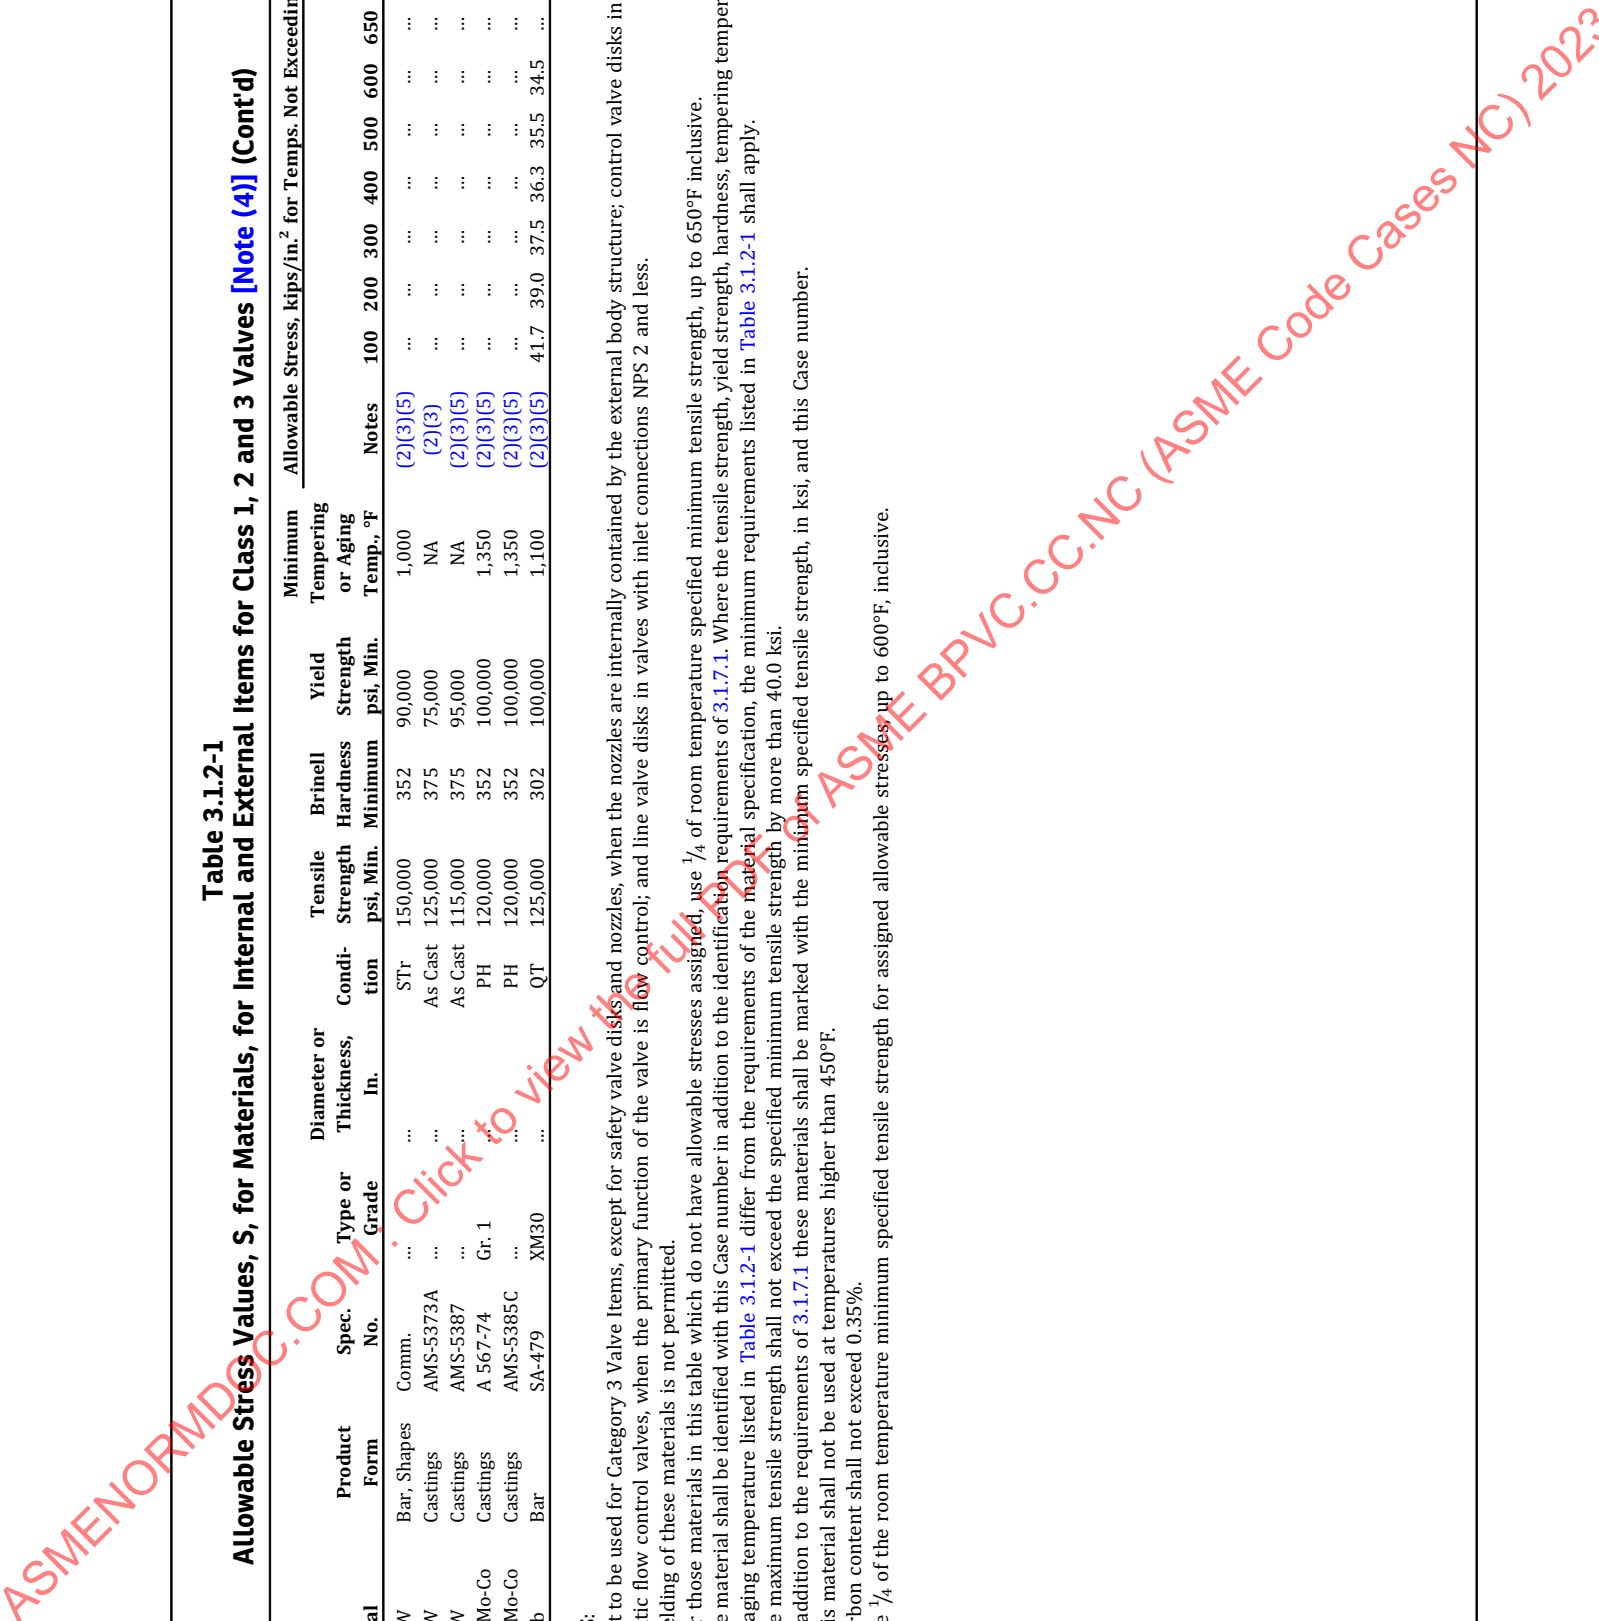 Table 3.1.2-1
Allowable Stress Values, S, for Materials, for Internal and External Items for Class 1, 2 and 3 Valves [Note (4)] (Cont'd)
Product Form Spec. No. Type or Grade Diameter or Thickness, In. Condi-tion Tensile Strength psi, Min. Brinell Hardness Minimum Yield Strength psi, Min. Minimum Tempering or Aging Temp., °F Notes Allowable Stress, kips/in.² for Temps. Not
100 200 300 400 500 600 650
Bar, Shapes Comm. ... ... STr 150,000 352 90,000 1,000 (2)(3)(5) ... ... ... ... ... ... ...
Castings AMS-5373A ... ... As Cast 125,000 375 75,000 NA (2)(3) ... ... ... ... ... ... ...
Castings AMS-5387 ... ... As Cast 115,000 375 95,000 NA (2)(3)(5) ... ... ... ... ... ... ...
Mo-Co Castings A 567-74 Gr. 1 ... PH 120,000 352 100,000 1,350 (2)(3)(5) ... ... ... ... ... ... ...
Mo-Co Castings AMS-5385C ... ... PH 120,000 352 100,000 1,350 (2)(3)(5) ... ... ... ... ... ... ...
Bar SA-479 XM30 ... QT 125,000 302 100,000 1,100 (2)(3)(5) 41.7 39.0 37.5 36.3 35.5 34.5 ...
to be used for Category 3 Valve Items, except for safety valve disks and nozzles, when the nozzles are internally contained by the external body structure; control valve disks in
flow control valves, when the primary function of the valve is flow control; and line valve disks in valves with inlet connections NPS 2 and less.
of these materials is not permitted.
those materials in this table which do not have allowable stresses assigned, use 1/4 of room temperature specified minimum tensile strength, up to 650°F inclusive.
material shall be identified with this Case number in addition to the identification requirements of 3.1.7.1. Where the tensile strength, yield strength, hardness, tempering
aging temperature listed in Table 3.1.2-1 differ from the requirements of the material specification, the minimum requirements listed in Table 3.1.2-1 shall apply.
maximum tensile strength shall not exceed the specified minimum tensile strength by more than 40.0 ksi.
addition to the requirements of 3.1.7.1 these materials shall be marked with the minimum specified tensile strength, in ksi, and this Case number.
material shall not be used at temperatures higher than 450°F.
content shall not exceed 0.35%.
1/4 of the room temperature minimum specified tensile strength for assigned allowable stresses, up to 600°F, inclusive.
ASMENORMDOC.COM : Click to view the full PDF of ASME BPVC.CC.NC (ASME Code Cases NC) 2023